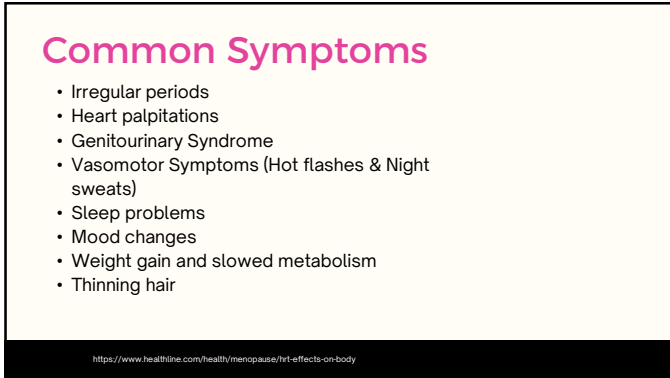 Common Symptoms
• Irregular periods
• Heart palpitations
• Genitourinary Syndrome
• Vasomotor Symptoms (Hot flashes & Night
sweats)
• Sleep problems
• Mood changes
• Weight gain and slowed metabolism
• Thinning hair
https://www.healthline.com/health/menopause/hrt-effects-on-body